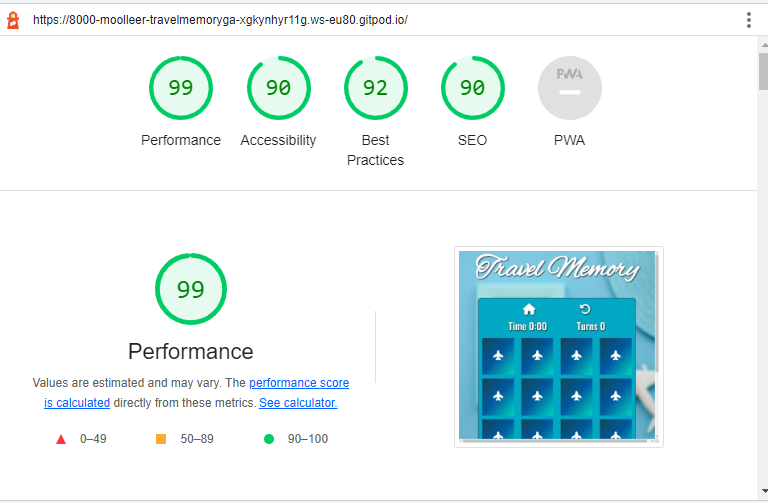 https://8000-moolleer-travelmemoryga-xgkynhyr11g.ws-eu80.gitpod.io/
99 90 92 90 PWA
Performance Accessibility Best Practices SEO PWA
99
Performance
Values are estimated and may vary. The performance score
is calculated directly from these metrics. See calculator.
0–49 50–89 90–100
Travel Memory
Time 0:00 Turns 0